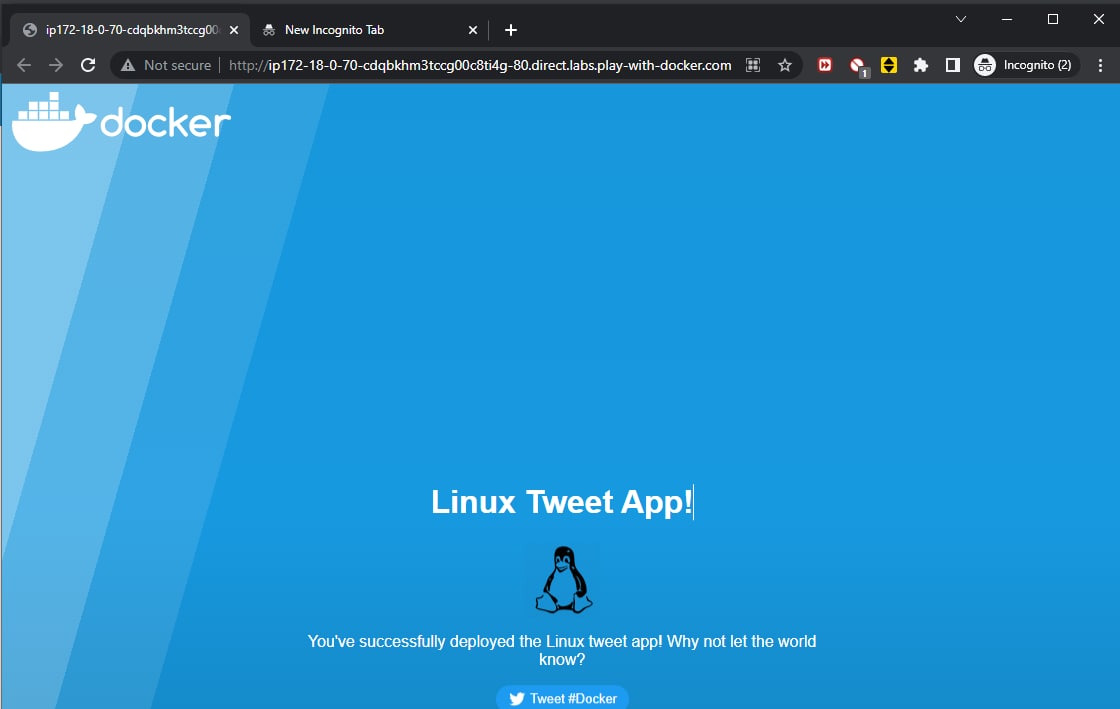 ip172-18-0-70-cdqbkhm3tccg00c
New Incognito Tab
Not secure
http://ip172-18-0-70-cdqbkhm3tccg00c8ti4g-80.direct.labs.play-with-docker.com
1
Incognito (2)
docker
Linux Tweet App!
You've successfully deployed the Linux tweet app! Why not let the world
know?
Tweet #Docker